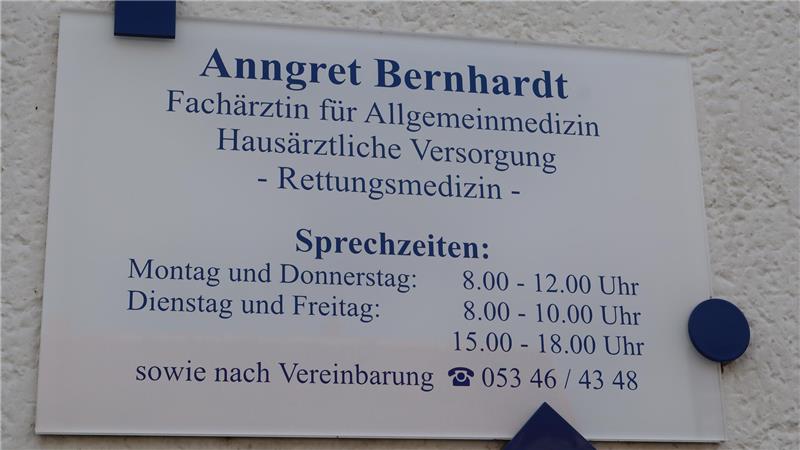 Anngret Bernhardt
Fachärztin für Allgemeinmedizin
Hausärztliche Versorgung
- Rettungsmedizin -
Sprechzeiten:
Montag und Donnerstag: 8.00 - 12.00 Uhr
Dienstag und Freitag: 8.00 - 10.00 Uhr
15.00 - 18.00 Uhr
sowie nach Vereinbarung ☎ 053 46 / 43 48